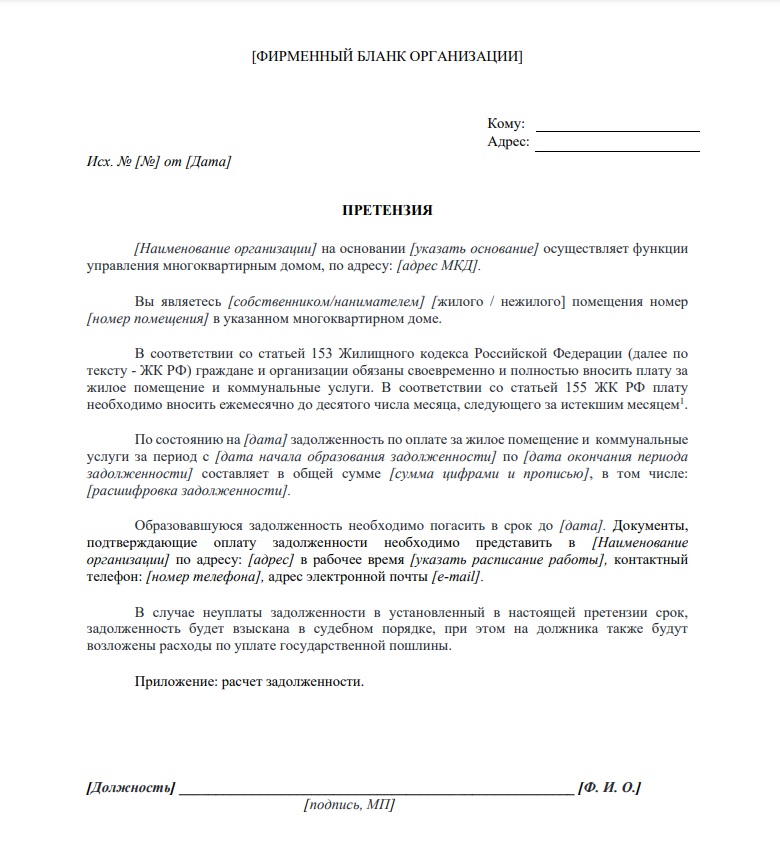 [ФИРМЕННЫЙ БЛАНК ОРГАНИЗАЦИИ]
Кому:
Адрес:
Исх. № [№] от [Дата]
ПРЕТЕНЗИЯ
[Наименование организации] на основании [указать основание] осуществляет функции
управления многоквартирным домом, по адресу: [адрес МКД].
Вы являетесь [собственником/нанимателем] [жилого / нежилого] помещения номер
[номер помещения] в указанном многоквартирном доме.
В соответствии со статьей 153 Жилищного кодекса Российской Федерации (далее по
тексту - ЖК РФ) граждане и организации обязаны своевременно и полностью вносить плату за
жилое помещение и коммунальные услуги. В соответствии со статьей 155 ЖК РФ плату
необходимо вносить ежемесячно до десятого числа месяца, следующего за истекшим месяцем¹.
По состоянию на [дата] задолженность по оплате за жилое помещение и коммунальные
услуги за период с [дата начала образования задолженности] по [дата окончания периода
задолженности] составляет в общей сумме [сумма цифрами и прописью], в том числе:
[расшифровка задолженности].
Образовавшуюся задолженность необходимо погасить в срок до [дата]. Документы,
подтверждающие оплату задолженности необходимо представить в [Наименование
организации] по адресу: [адрес] в рабочее время [указать расписание работы], контактный
телефон: [номер телефона], адрес электронной почты [e-mail].
В случае неуплаты задолженности в установленный в настоящей претензии срок,
задолженность будет взыскана в судебном порядке, при этом на должника также будут
возложены расходы по уплате государственной пошлины.
Приложение: расчет задолженности.
[Должность] [Ф. И. О.]
[подпись, МП]